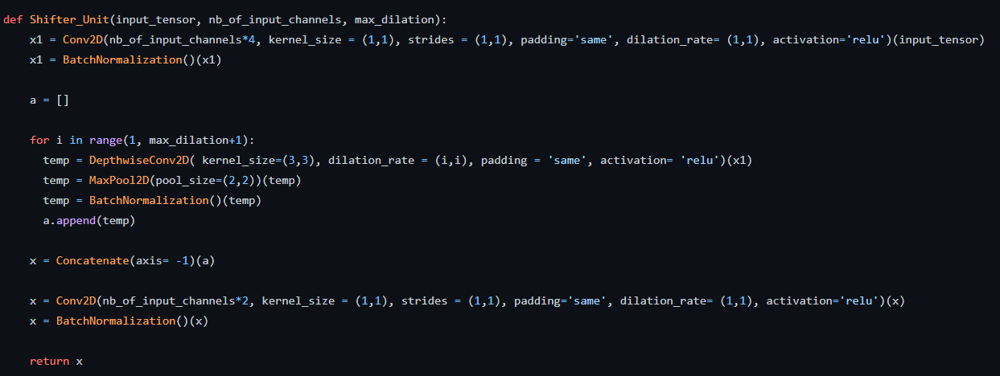 def Shifter_Unit(input_tensor, nb_of_input_channels, max_dilation):
    x1 = Conv2D(nb_of_input_channels*4, kernel_size = (1,1), strides = (1,1), padding='same', dilation_rate= (1,1), activation='relu')(input_tensor)
    x1 = BatchNormalization()(x1)
    a = []
    for i in range(1, max_dilation+1):
      temp = DepthwiseConv2D( kernel_size=(3,3), dilation_rate = (i,i), padding = 'same', activation= 'relu')(x1)
      temp = MaxPool2D(pool_size=(2,2))(temp)
      temp = BatchNormalization()(temp)
      a.append(temp)
    x = Concatenate(axis= -1)(a)
    x = Conv2D(nb_of_input_channels*2, kernel_size = (1,1), strides = (1,1), padding='same', dilation_rate= (1,1), activation='relu')(x)
    x = BatchNormalization()(x)
    return x